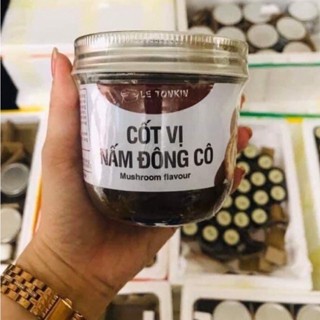 LE TONKIN
CỐT VỊ
NẤM ĐÔNG CÔ
Mushroom flavour